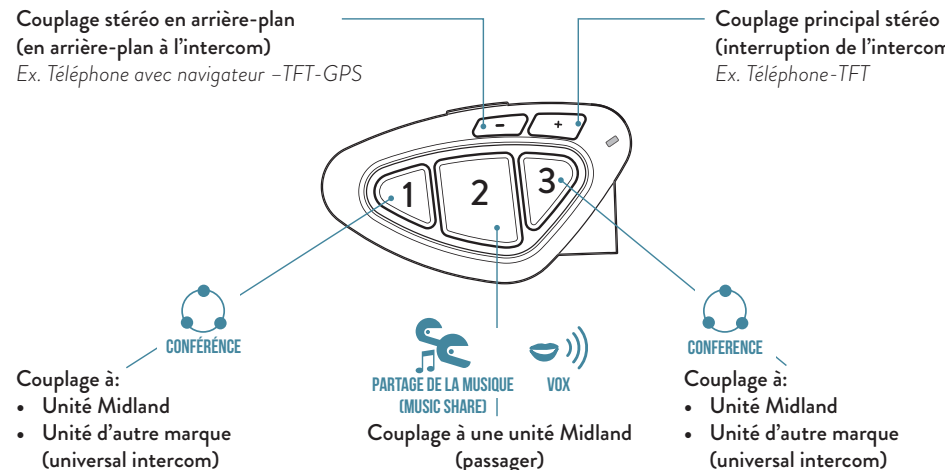 Couplage stéréo en arrière-plan
(en arrière-plan à l'intercom)
Ex. Téléphone avec navigateur –TFT-GPS
Couplage principal stéréo
(interruption de l'intercom
Ex. Téléphone-TFT
- +
1 2 3
CONFÉRÉNCE
Couplage à:
• Unité Midland
• Unité d'autre marque
(universal intercom)
PARTAGE DE LA MUSIQUE
(MUSIC SHARE)
VOX
Couplage à une unité Midland
(passager)
CONFERENCE
Couplage à:
• Unité Midland
• Unité d'autre marque
(universal intercom)